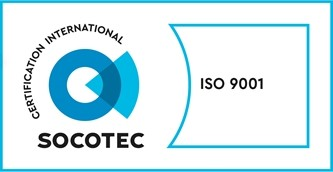 CERTIFICATION INTERNATIONAL
SOCOTEC
ISO 9001